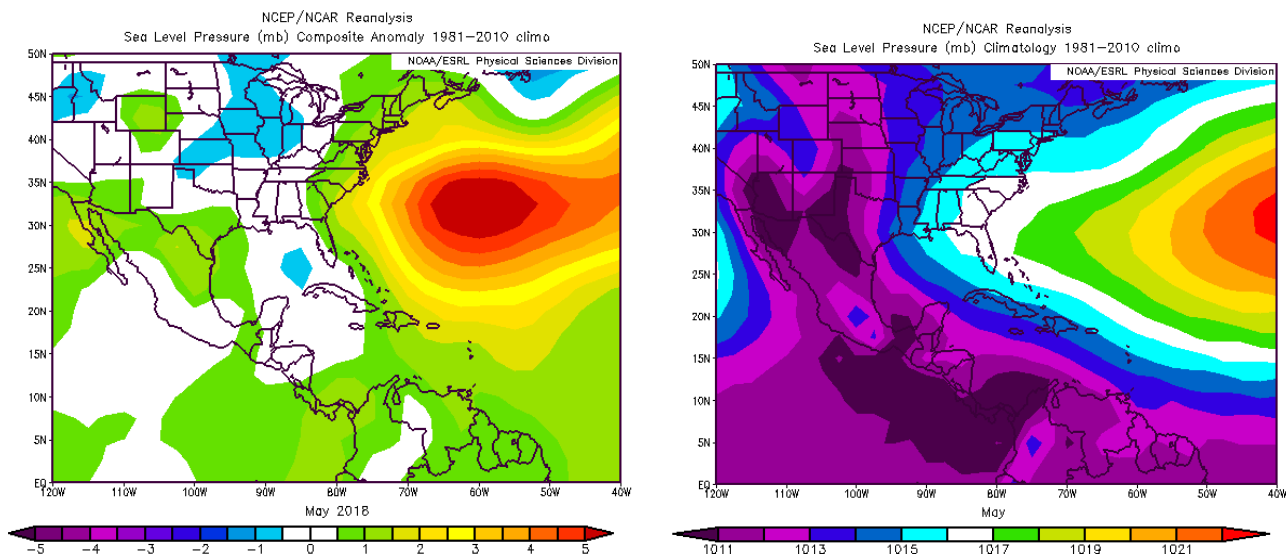 NCEP/NCAR Reanalysis
Sea Level Pressure (mb) Composite Anomaly 1981-2010 climo
NOAA/ESRL Physical Sciences Division
50N
45N
40N
35N
30N
25N
20N
15N
10N
5N
EQ
120W 110W 100W 90W 80W 70W 60W 50W 40W
May 2018
-5 -4 -3 -2 -1 0 1 2 3 4 5
NCEP/NCAR Reanalysis
Sea Level Pressure (mb) Climatology 1981-2010 climo
NOAA/ESRL Physical Sciences Division
50N
45N
40N
35N
30N
25N
20N
15N
10N
5N
EQ
120W 110W 100W 90W 80W 70W 60W 50W 40W
May
1011 1013 1015 1017 1019 1021